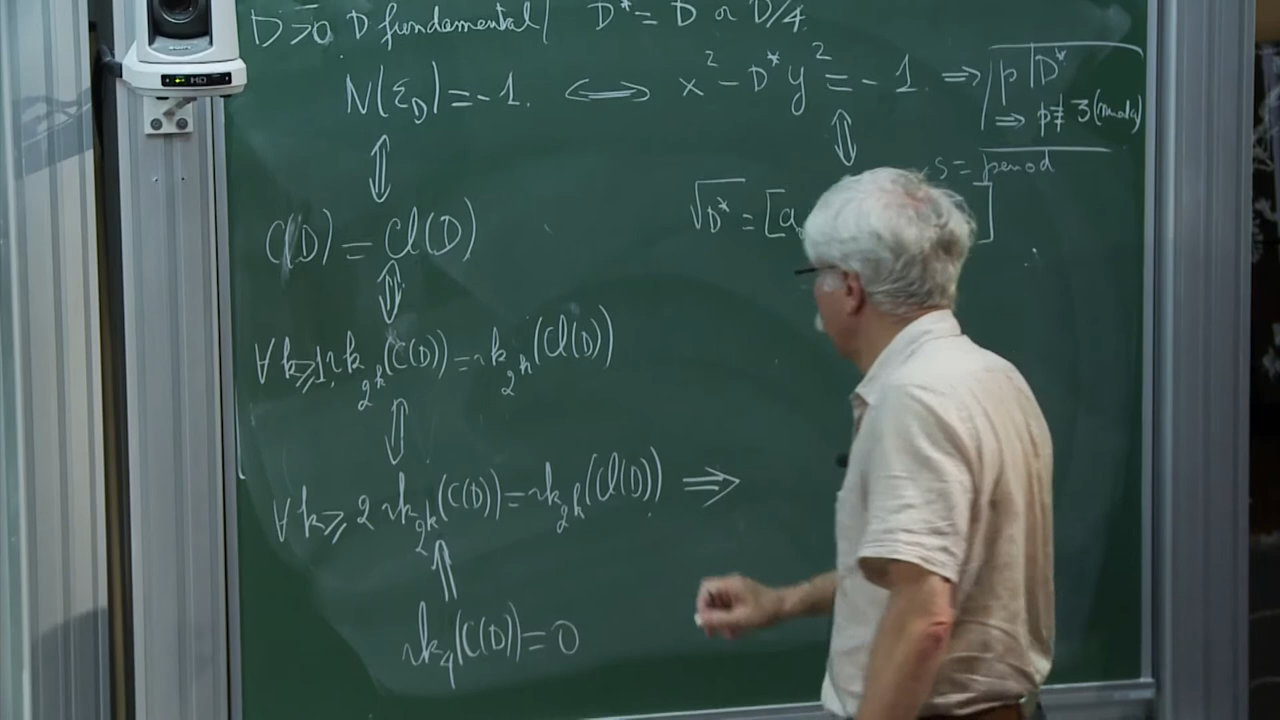 D > 0 D fundamental / D* = D or D/4.
N(ε_D) = -1. ⟺ x² - D*y² = -1. ⟹ p | D*
⟹ p ≢ 3 (mod 4)
⇕ ⇕
s = period
√D* = [a ]
C(D) = Cl(D)
⇕
∀ k ≥ 1, rk_{2^k}(C(D)) = rk_{2^k}(Cl(D))
⇕
∀ k ≥ 2 rk_{2^k}(C(D)) = rk_{2^k}(Cl(D)) ⟹
⇑
rk_4(C(D)) = 0